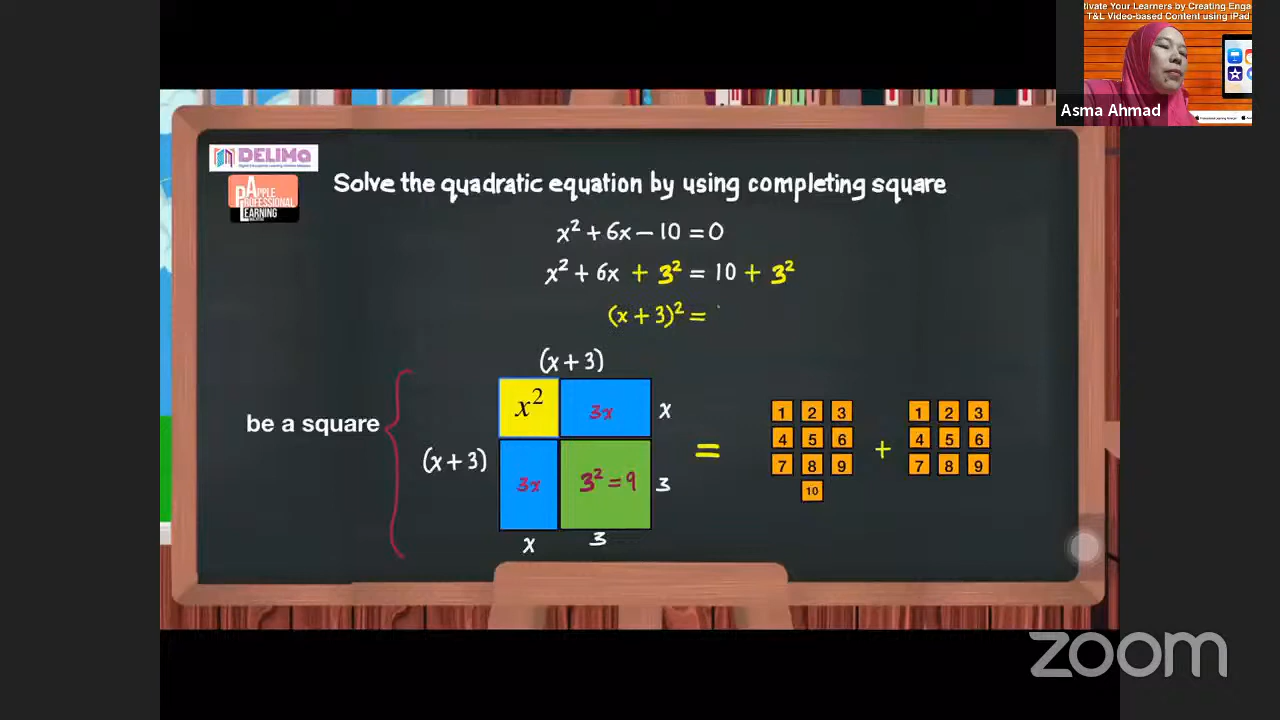 tivate Your Learners by Creating Enga
T&L Video-based Content using iPad
Asma Ahmad
DELIMa
APPLE
PROFESSIONAL
LEARNING
Solve the quadratic equation by using completing square
x² + 6x − 10 = 0
x² + 6x + 3² = 10 + 3²
(x + 3)² =
(x + 3)
x² 3x x
be a square
(x + 3)
3x 3² = 9 3
x 3
=
1 2 3
4 5 6
7 8 9
10
+
1 2 3
4 5 6
7 8 9
zoom